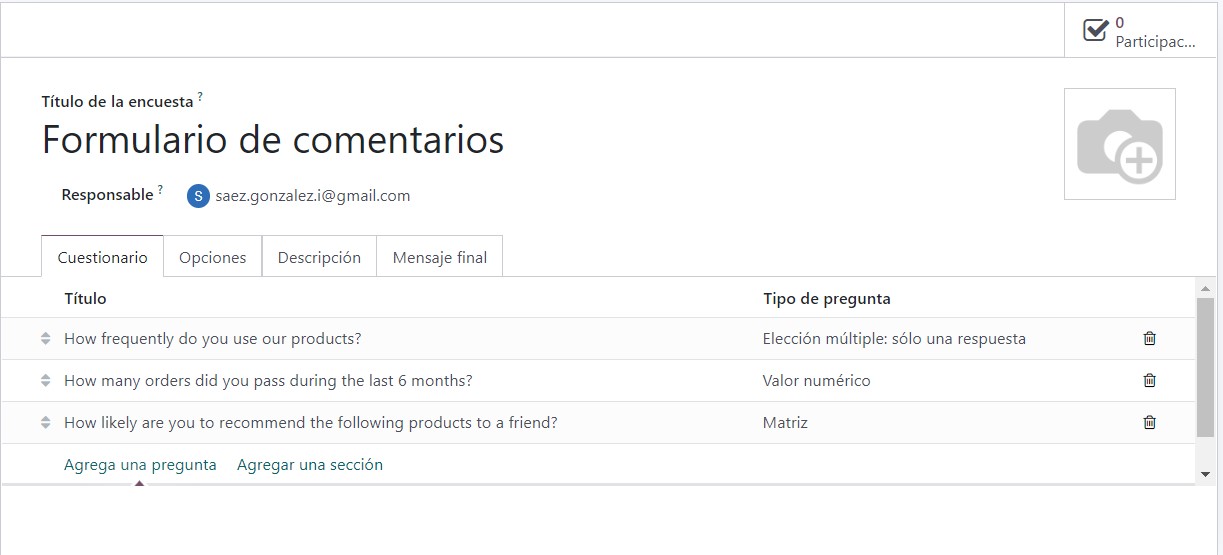 0
Participac...
Título de la encuesta ?
Formulario de comentarios
Responsable ? S saez.gonzalez.i@gmail.com
Cuestionario Opciones Descripción Mensaje final
Título Tipo de pregunta
How frequently do you use our products? Elección múltiple: sólo una respuesta
How many orders did you pass during the last 6 months? Valor numérico
How likely are you to recommend the following products to a friend? Matriz
Agrega una pregunta Agregar una sección